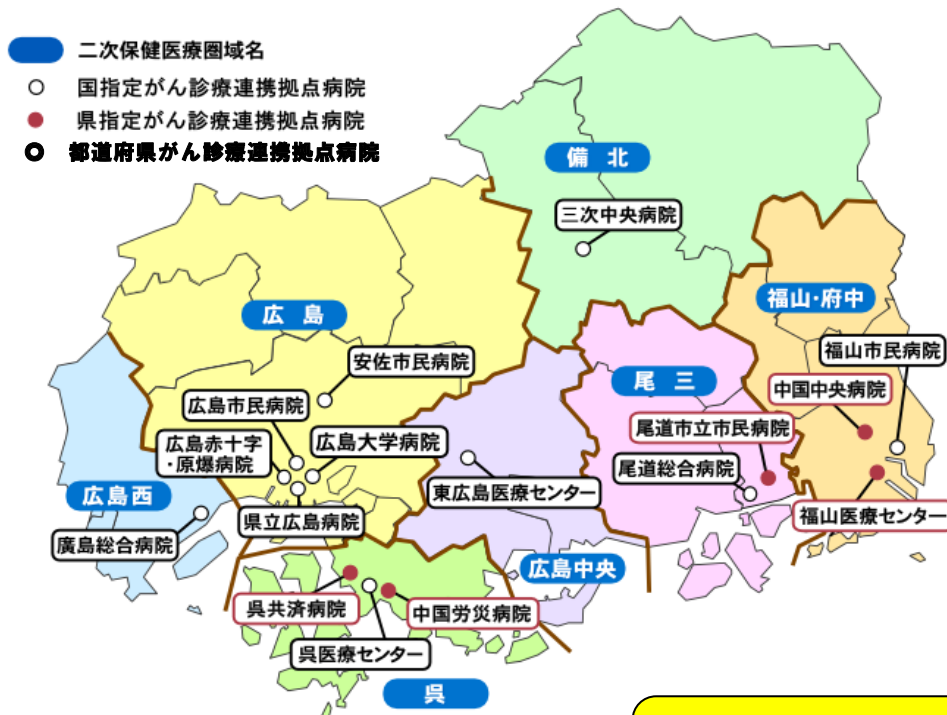 二次保健医療圏域名
国指定がん診療連携拠点病院
県指定がん診療連携拠点病院
都道府県がん診療連携拠点病院
備北
三次中央病院
広島
福山・府中
安佐市民病院
福山市民病院
尾三
中国中央病院
広島市民病院
尾道市立市民病院
広島赤十字
・原爆病院
広島大学病院
尾道総合病院
広島西
東広島医療センター
県立広島病院
福山医療センター
廣島総合病院
広島中央
呉共済病院
中国労災病院
呉医療センター
呉